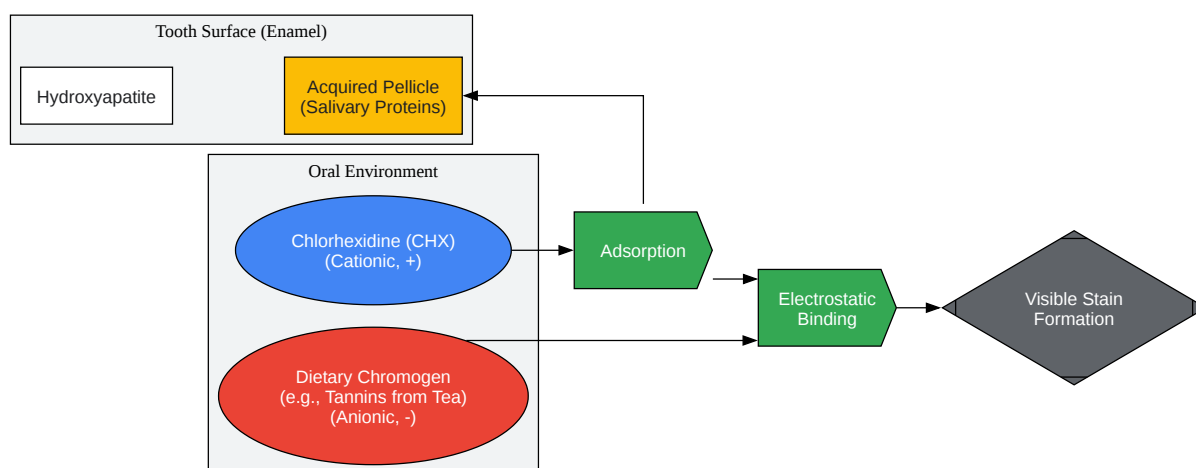 Tooth Surface (Enamel)
Hydroxyapatite
Acquired Pellicle
(Salivary Proteins)
Oral Environment
Chlorhexidine (CHX)
(Cationic, +)
Adsorption
Dietary Chromogen
(e.g., Tannins from Tea)
(Anionic, -)
Electrostatic
Binding
Visible Stain
Formation